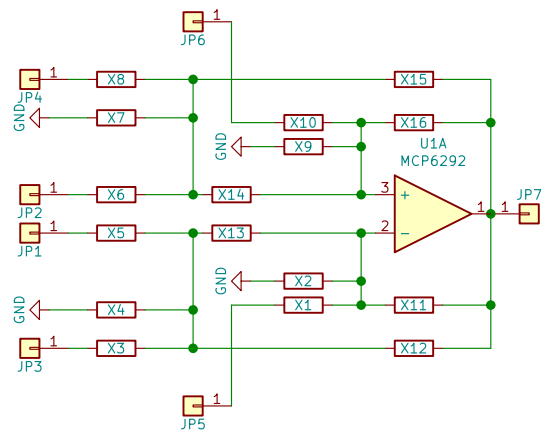 1
JP6
1
X8
X15
JP4
GND
X7
X10
X16
GND
X9
U1A
MCP6292
1
X6
X14
3
+
JP2
JP7
1
1
1
X5
X13
2
−
JP1
GND
X2
GND
X4
X1
X11
1
X3
X12
JP3
1
JP5